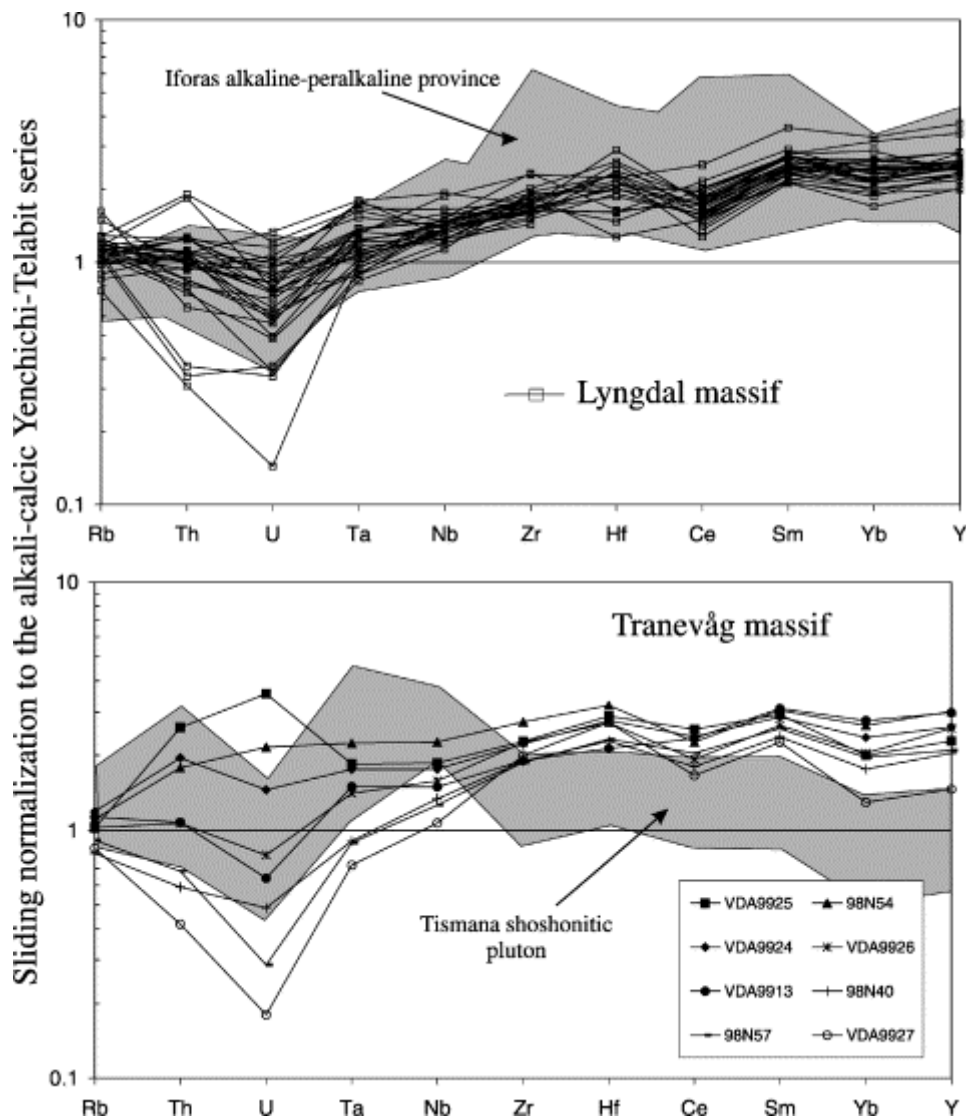 Sliding normalization to the alkali-calcic Yenchichi-Telabit series
10
Iforas alkaline-peralkaline province
1
Lyngdal massif
0.1
Rb Th U Ta Nb Zr Hf Ce Sm Yb Y
10
Tranevåg massif
1
Tismana shoshonitic
pluton
VDA9925 98N54
VDA9924 VDA9926
VDA9913 98N40
98N57 VDA9927
0.1
Rb Th U Ta Nb Zr Hf Ce Sm Yb Y